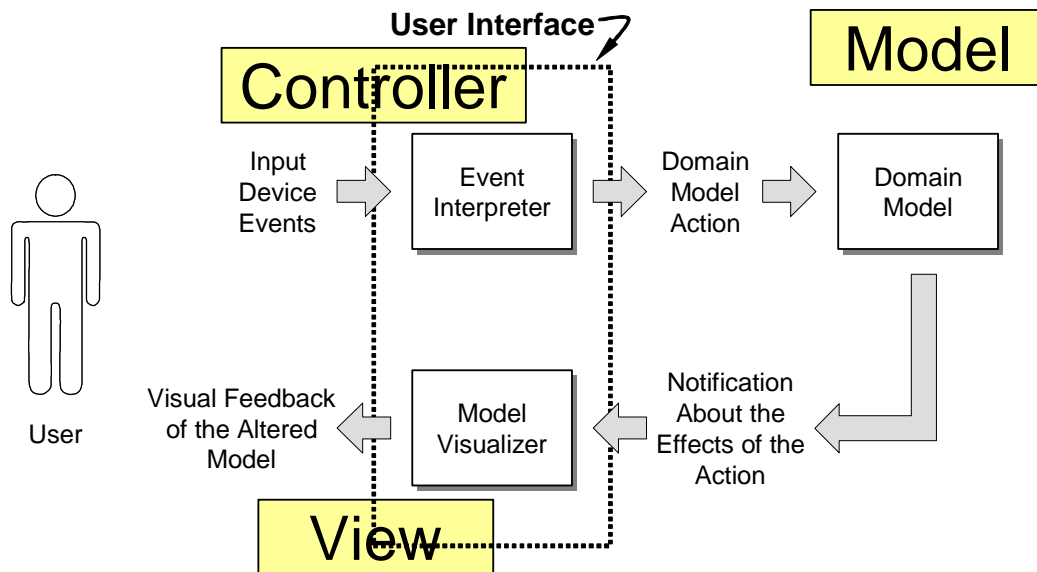 User Interface
Controller
Model
Input
Device
Events
Event
Interpreter
Domain
Model
Action
Domain
Model
User
Visual Feedback
of the Altered
Model
Model
Visualizer
Notification
About the
Effects of the
Action
View